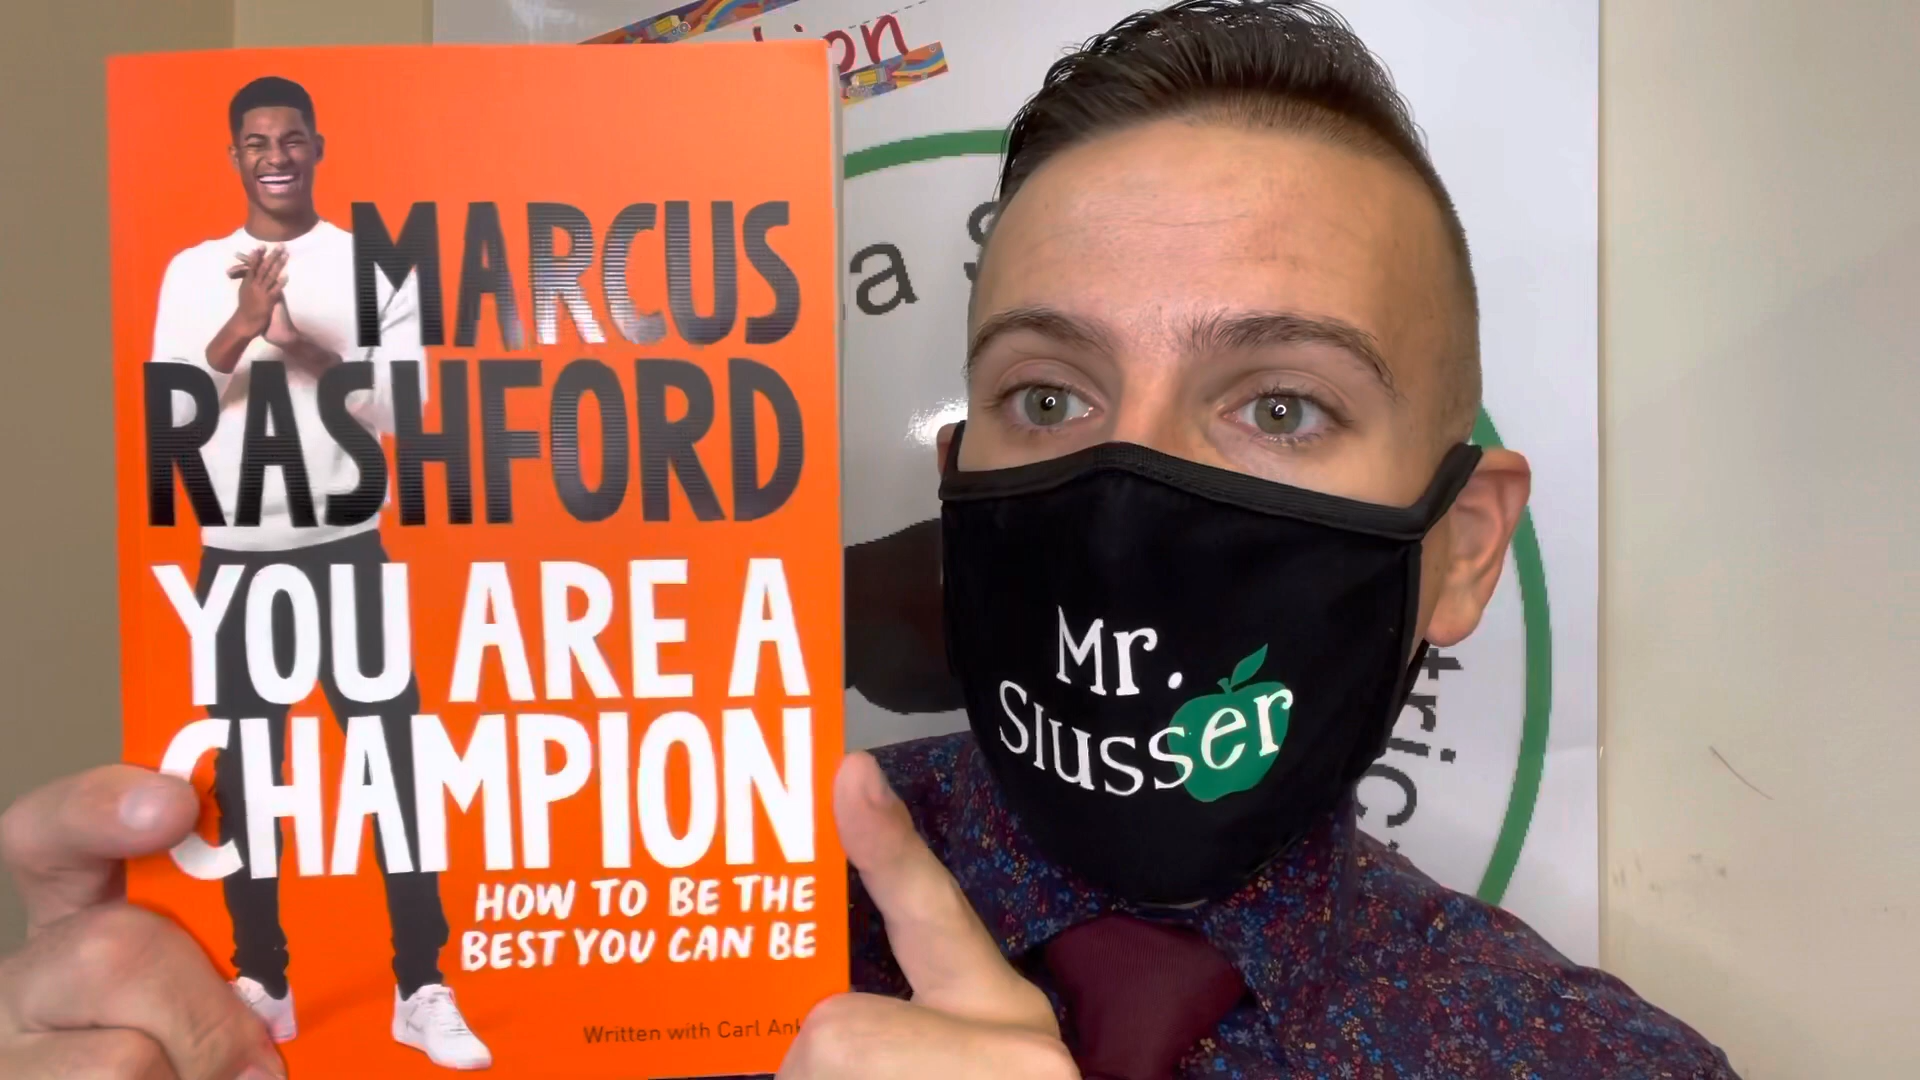 MARCUS
RASHFORD
YOU ARE A
CHAMPION
HOW TO BE THE
BEST YOU CAN BE
Written with Carl
Mr.
Slusser
a